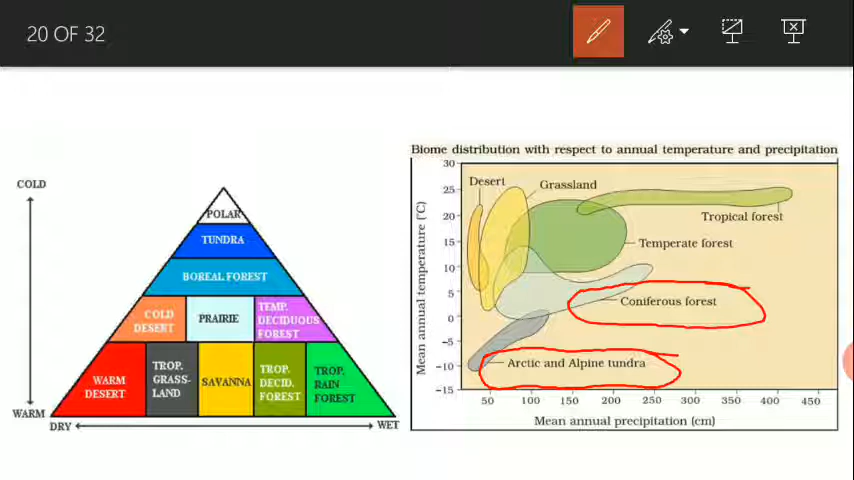 20 OF 32
COLD
POLAR
TUNDRA
BOREAL FOREST
COLD
DESERT
PRAIRIE
TEMP.
DECIDUOUS
FOREST
WARM
DESERT
TROP.
GRASS-
LAND
SAVANNA
TROP.
DECID.
FOREST
TROP.
RAIN
FOREST
WARM
DRY
WET
Biome distribution with respect to annual temperature and precipitation
Mean annual temperature (°C)
30
25
20
15
10
5
0
-5
-10
-15
Desert
Grassland
Tropical forest
Temperate forest
Coniferous forest
Arctic and Alpine tundra
50 100 150 200 250 300 350 400 450
Mean annual precipitation (cm)